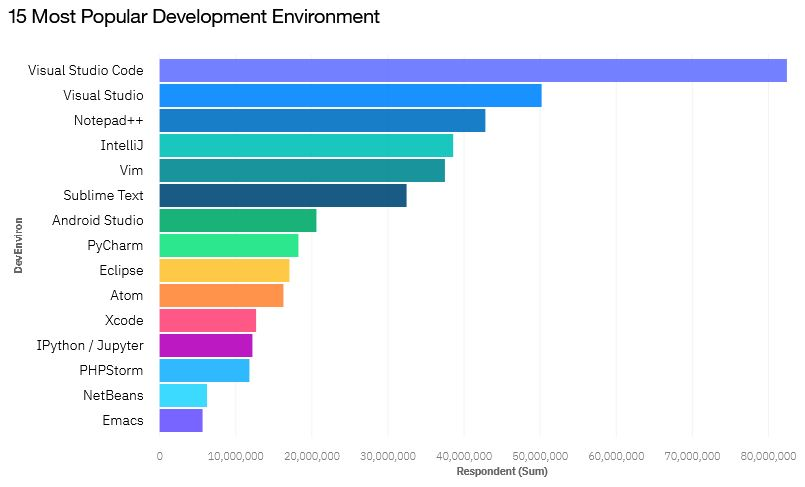 15 Most Popular Development Environment
Visual Studio Code
Visual Studio
Notepad++
IntelliJ
Vim
Sublime Text
Android Studio
PyCharm
Eclipse
Atom
Xcode
IPython / Jupyter
PHPStorm
NetBeans
Emacs
DevEnviron
0 10,000,000 20,000,000 30,000,000 40,000,000 50,000,000 60,000,000 70,000,000 80,000,000
Respondent (Sum)